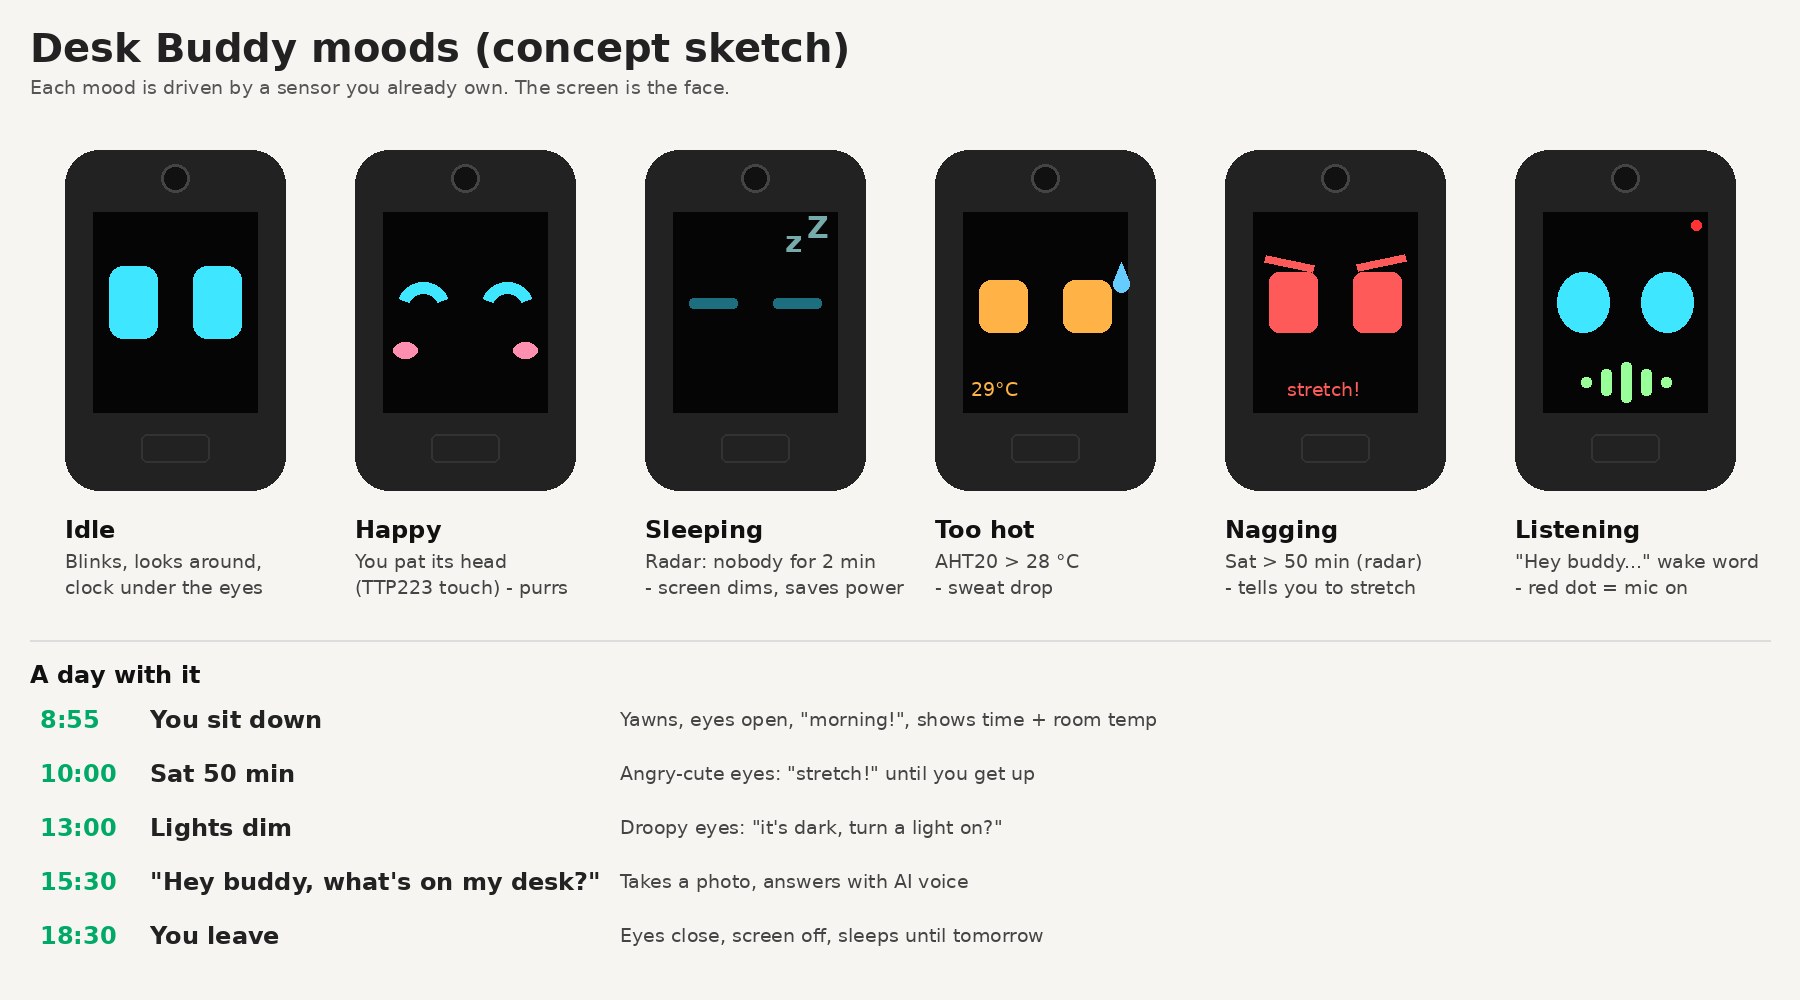 Desk Buddy moods (concept sketch)
Each mood is driven by a sensor you already own. The screen is the face.
z Z
29°C
stretch!
Idle
Blinks, looks around,
clock under the eyes
Happy
You pat its head
(TTP223 touch) - purrs
Sleeping
Radar: nobody for 2 min
- screen dims, saves power
Too hot
AHT20 > 28 °C
- sweat drop
Nagging
Sat > 50 min (radar)
- tells you to stretch
Listening
"Hey buddy..." wake word
- red dot = mic on
A day with it
8:55 You sit down Yawns, eyes open, "morning!", shows time + room temp
10:00 Sat 50 min Angry-cute eyes: "stretch!" until you get up
13:00 Lights dim Droopy eyes: "it's dark, turn a light on?"
15:30 "Hey buddy, what's on my desk?" Takes a photo, answers with AI voice
18:30 You leave Eyes close, screen off, sleeps until tomorrow